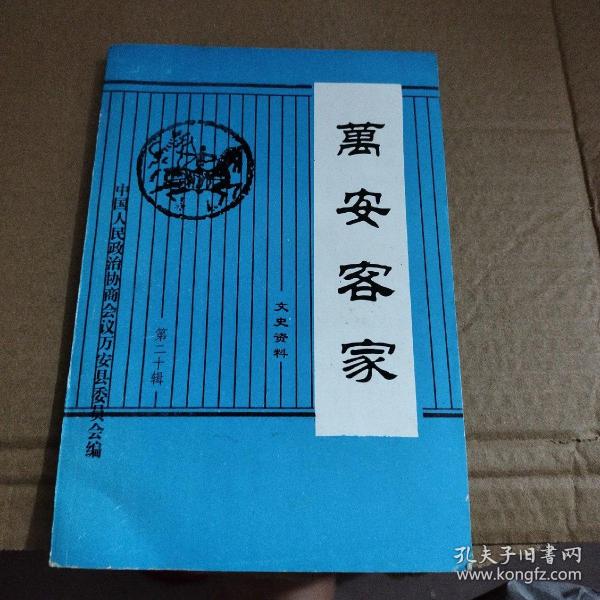 萬安客家
文史资料
第二十辑
中国人民政治协商会议万安县委员会编
孔夫子旧书网
www.kongfz.com